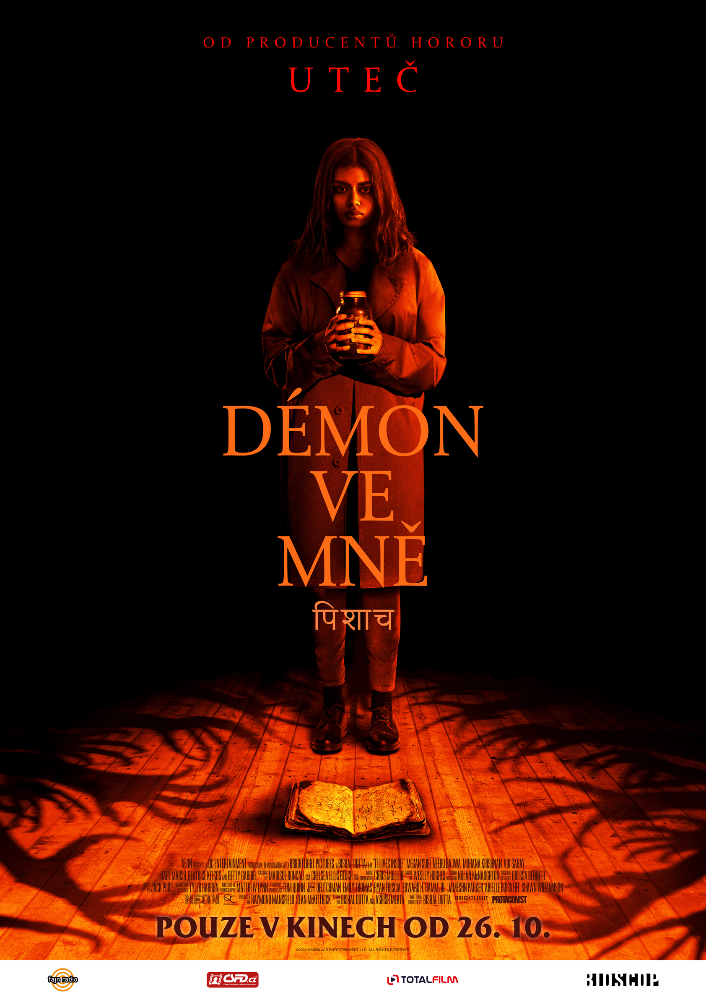 OD PRODUCENTŮ HORORU
UTEČ
DÉMON
VE
MNĚ
पिशाच
NEON PRESENTS A QC ENTERTAINMENT PRODUCTION IN ASSOCIATION WITH BRIGHTLIGHT PICTURES A BISHAL DUTTA FILM "IT LIVES INSIDE" MEGAN SURI NEERU BAJWA MOHANA KRISHNAN VIK SAHAY
GAGE MARSH BEATRICE KITSOS AND BETTY GABRIEL CASTING BY MARISOL RONCALI CSA CHELSEA ELLIS BLOCH CSA MUSIC SUPERVISOR CHRIS MOLLERE MUSIC BY WESLEY HUGHES SOUND DESIGNER NOLAN McNAUGHTON COSTUME DESIGNER ODESSA BENNETT
EDITED BY JACK PRICE PRODUCTION DESIGNER TYLER HARRON DIRECTOR OF PHOTOGRAPHY MATTHEW LYNN EXECUTIVE PRODUCERS TOM QUINN JEFF DEUTCHMAN EMILY THOMAS RYAN FRISCIA EDWARD H. HAMM JR. JAMESON PARKER ARIELLE BOISVERT SHAWN WILLIAMSON
NEON QC PRODUCED BY RAYMOND MANSFIELD SEAN McKITTRICK STORY BY BISHAL DUTTA AND ASHISH MEHTA WRITTEN & DIRECTED BY BISHAL DUTTA BRIGHTLIGHT PICTURES PROTAGONIST
POUZE V KINECH OD 26. 10.
©2023 MASON JAR ENTERTAINMENT, LLC. ALL RIGHTS RESERVED.
fajn radio
ČSFD.cz
Česko-Slovenská filmová databáze
TOTALFILM
BIOSCOP